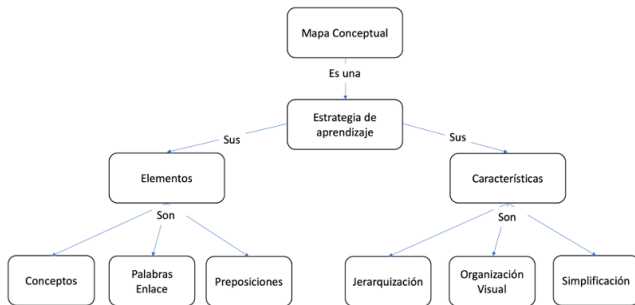 Mapa Conceptual
Es una
Estrategia de
aprendizaje
Sus
Sus
Elementos
Características
Son
Son
Conceptos
Palabras
Enlace
Preposiciones
Jerarquización
Organización
Visual
Simplificación